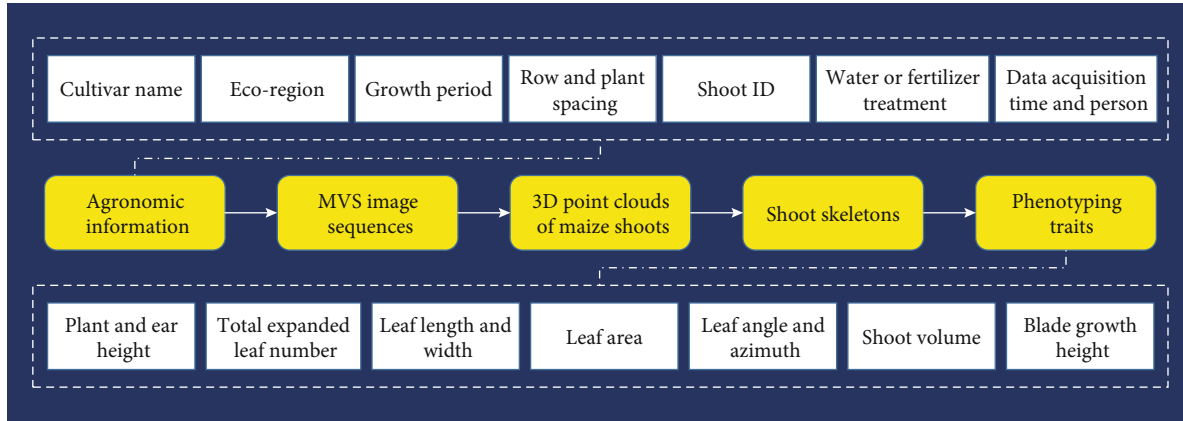 Cultivar name
Eco-region
Growth period
Row and plant
spacing
Shoot ID
Water or fertilizer
treatment
Data acquisition
time and person
Agronomic
information
MVS image
sequences
3D point clouds
of maize shoots
Shoot skeletons
Phenotyping
traits
Plant and ear
height
Total expanded
leaf number
Leaf length and
width
Leaf area
Leaf angle and
azimuth
Shoot volume
Blade growth
height